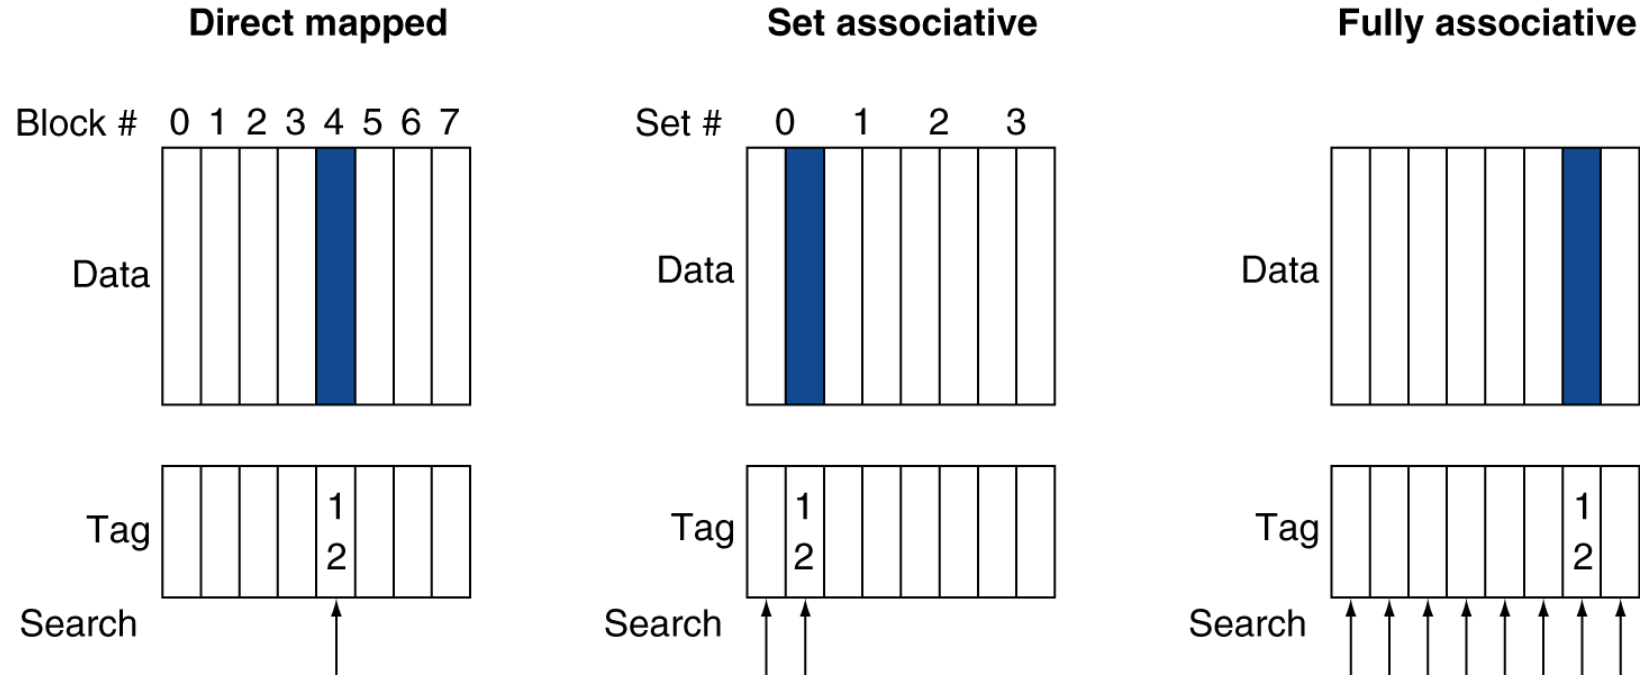 Direct mapped
Block # 0 1 2 3 4 5 6 7
Data
Tag
1
2
Search
Set associative
Set # 0 1 2 3
Data
Tag
1
2
Search
Fully associative
Data
Tag
1
2
Search